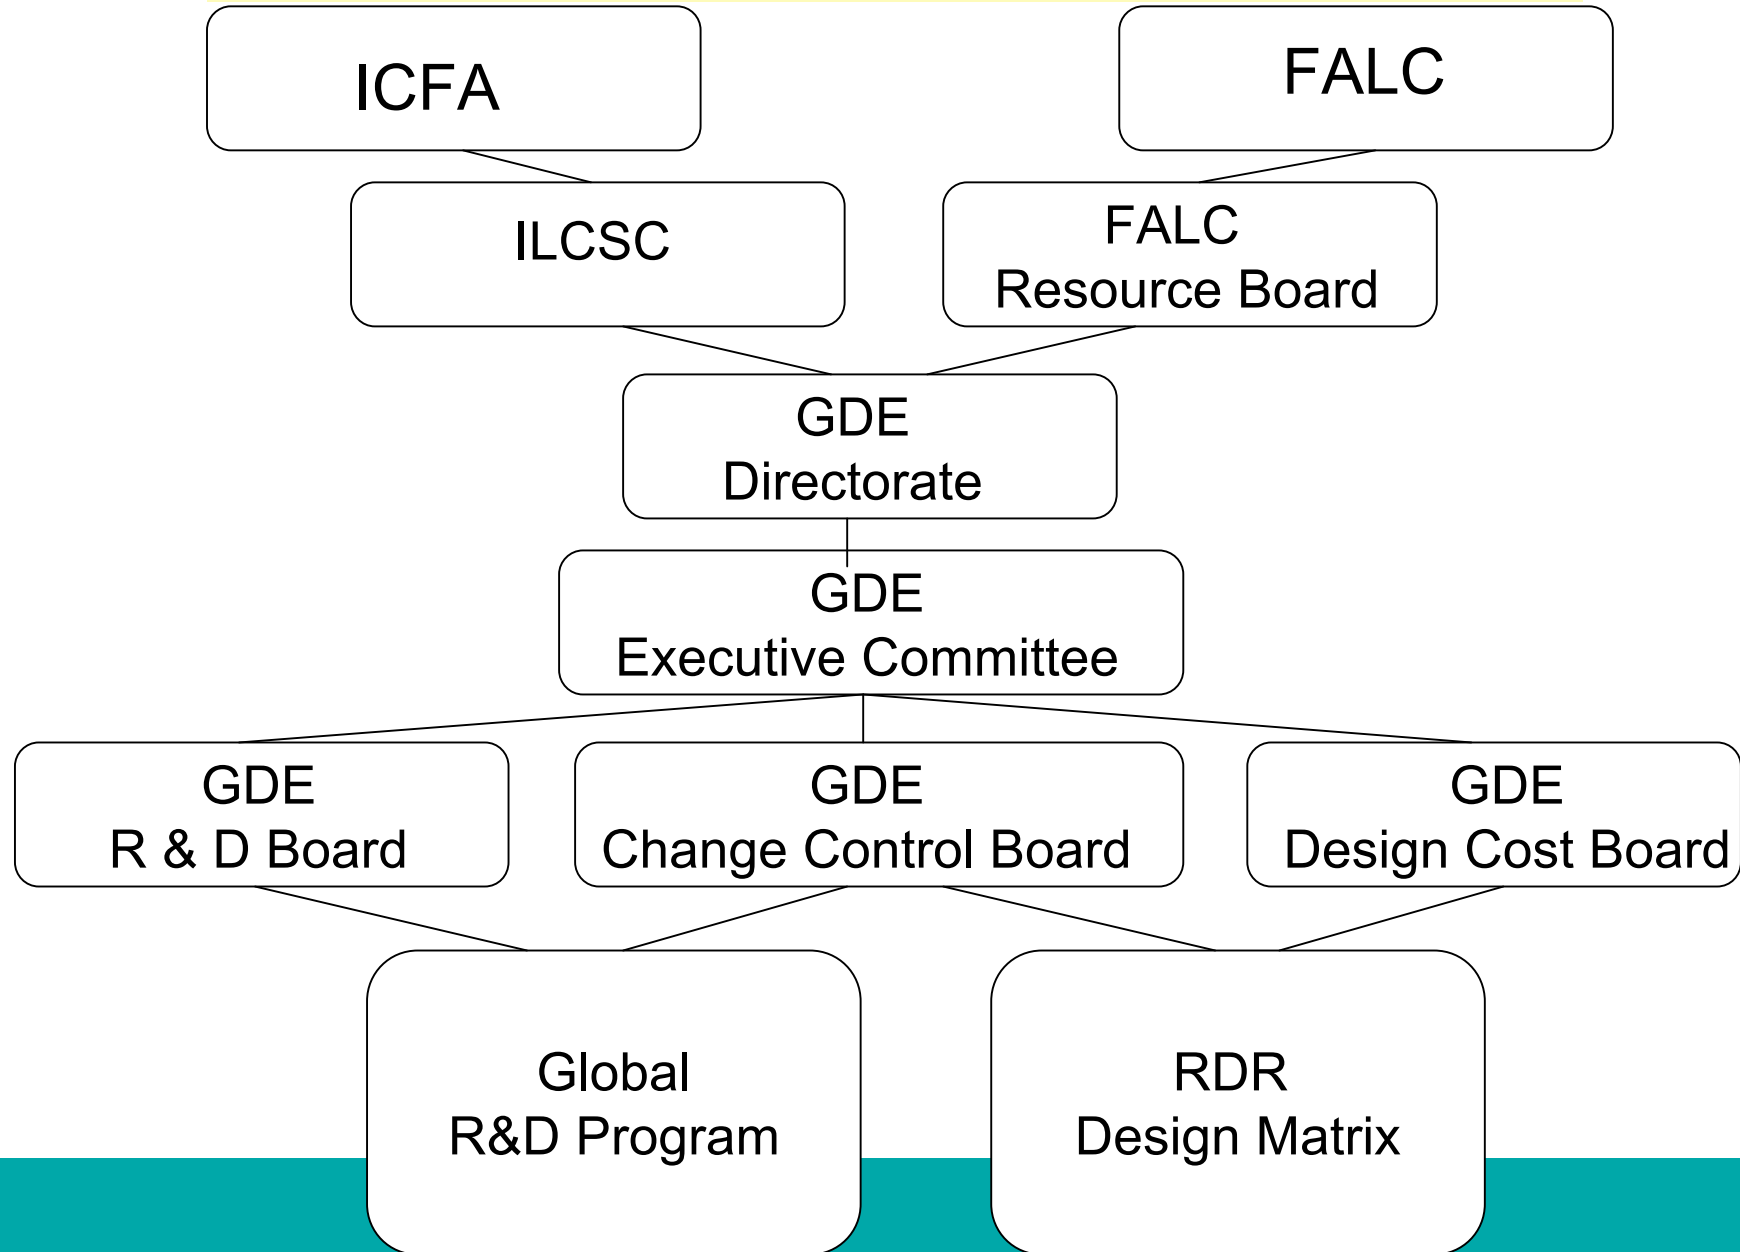 ICFA
FALC
ILCSC
FALC
Resource Board
GDE
Directorate
GDE
Executive Committee
GDE
R & D Board
GDE
Change Control Board
GDE
Design Cost Board
Global
R&D Program
RDR
Design Matrix